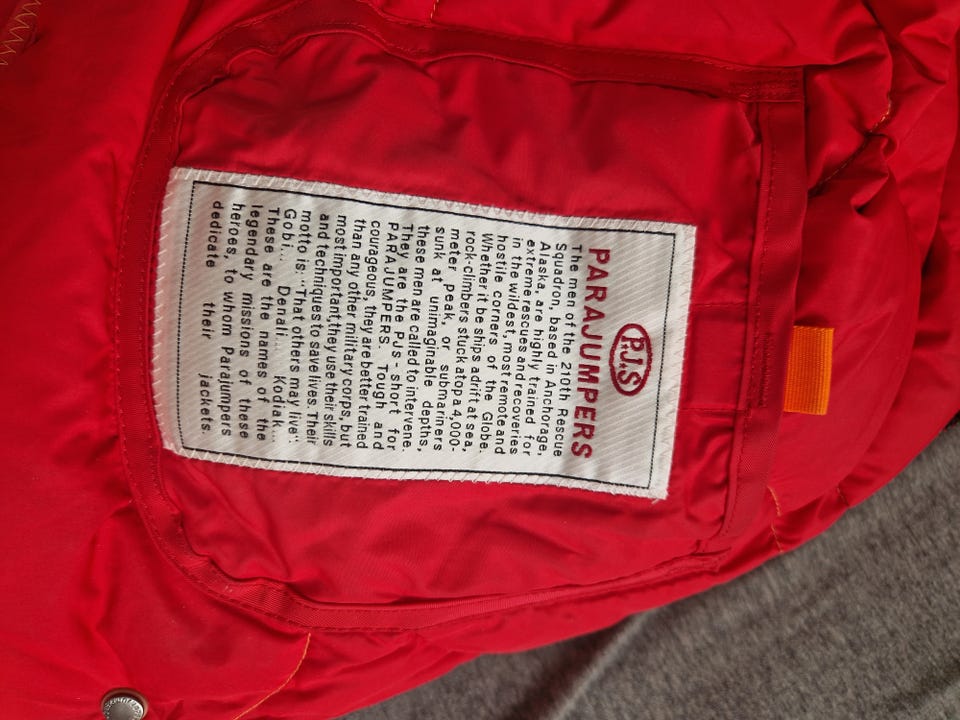 P.J.S
PARAJUMPERS
The men of the 210th Rescue
Squadron, based in Anchorage,
Alaska, are highly trained for
extreme rescues and recoveries
in the wildest, most remote and
hostile corners of the Globe.
Whether it be ships adrift at sea,
rock-climbers stuck atop a 4,000-
meter peak, or submariners
sunk at unimaginable depths,
these men are called to intervene.
They are the PJs - short for
PARAJUMPERS. Tough and
courageous, they are better trained
than any other military corps, but
most important,they use their skills
and techniques to save lives. Their
motto is: "That others may live":
Gobi... Denali... Kodiak...
These are the names of the
legendary missions of these
heroes, to whom Parajumpers
dedicate their jackets.